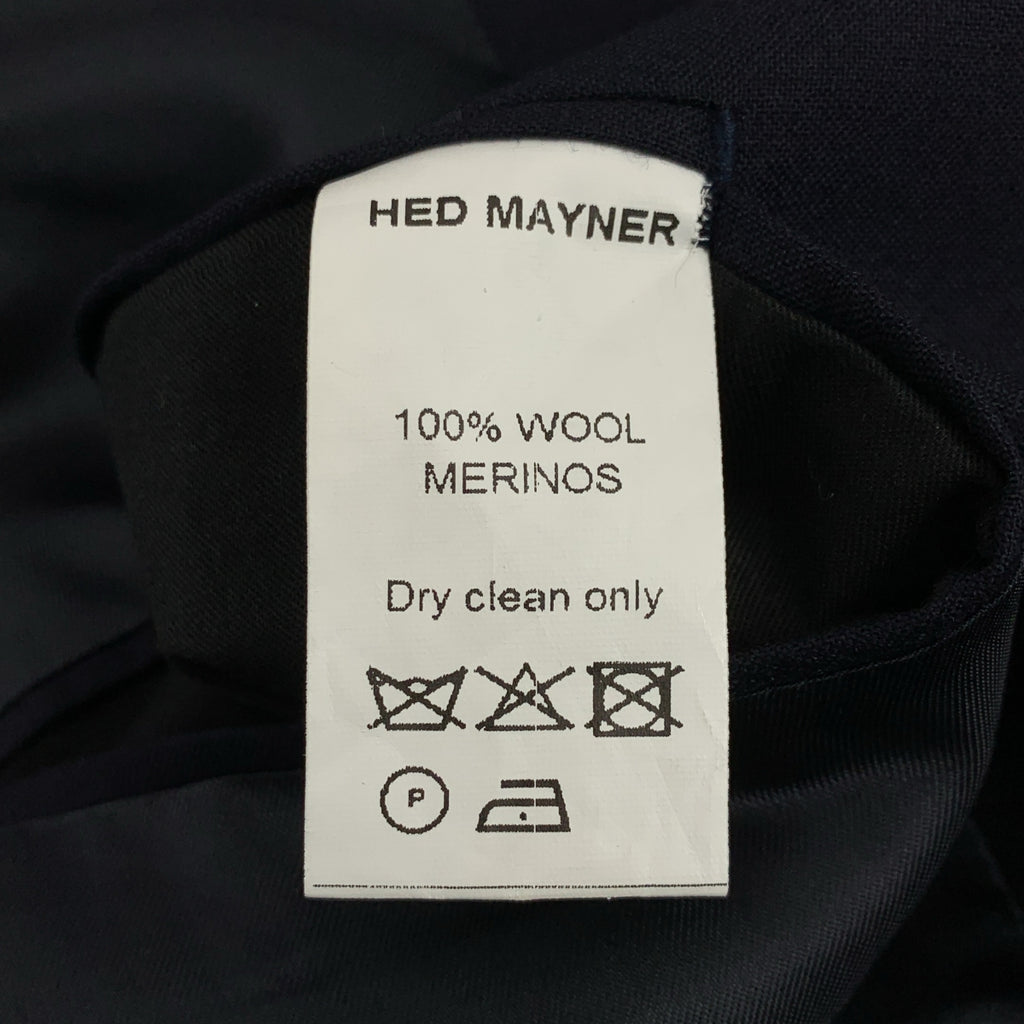 HED MAYNER
100% WOOL
MERINOS
Dry clean only
P